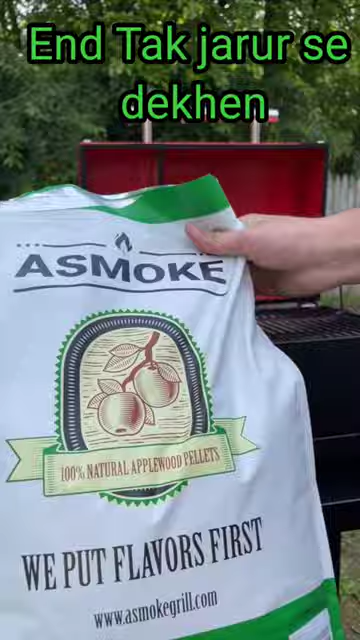 End Tak jarur se
dekhen
ASMOKE
100% NATURAL APPLEWOOD PELLETS
WE PUT FLAVORS FIRST
www.asmokegrill.com